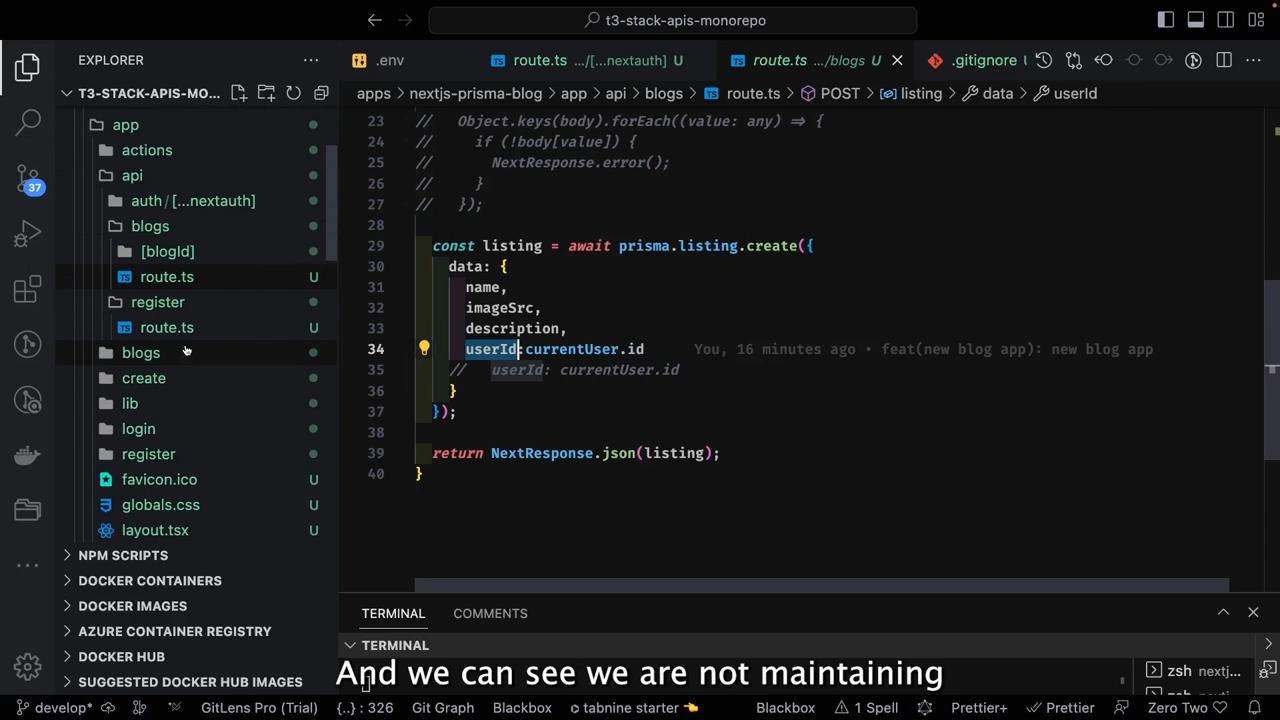 t3-stack-apis-monorepo
EXPLORER
T3-STACK-APIS-MO...
app
actions
api
auth/[...nextauth]
blogs
[blogId]
route.ts U
register
route.ts U
blogs
create
lib
login
register
favicon.ico U
globals.css U
layout.tsx U
NPM SCRIPTS
DOCKER CONTAINERS
DOCKER IMAGES
AZURE CONTAINER REGISTRY
DOCKER HUB
SUGGESTED DOCKER HUB IMAGES
37
.env
TS route.ts .../[...nextauth] U
TS route.ts .../blogs U
.gitignore U
apps > nextjs-prisma-blog > app > api > blogs > TS route.ts > POST > listing > data > userId
23 // Object.keys(body).forEach((value: any) => {
24 // if (!body[value]) {
25 // NextResponse.error();
26 // }
27 // });
28
29 const listing = await prisma.listing.create({
30 data: {
31 name,
32 imageSrc,
33 description,
34 userId:currentUser.id You, 16 minutes ago • feat(new blog app): new blog app
35 // userId: currentUser.id
36 }
37 });
38
39 return NextResponse.json(listing);
40 }
TERMINAL COMMENTS
TERMINAL
zsh nextj...
And we can see we are not maintaining
develop* GitLens Pro (Trial) {..} : 326 Git Graph Blackbox tabnine starter Blackbox 1 Spell Prettier+ Prettier Zero Two